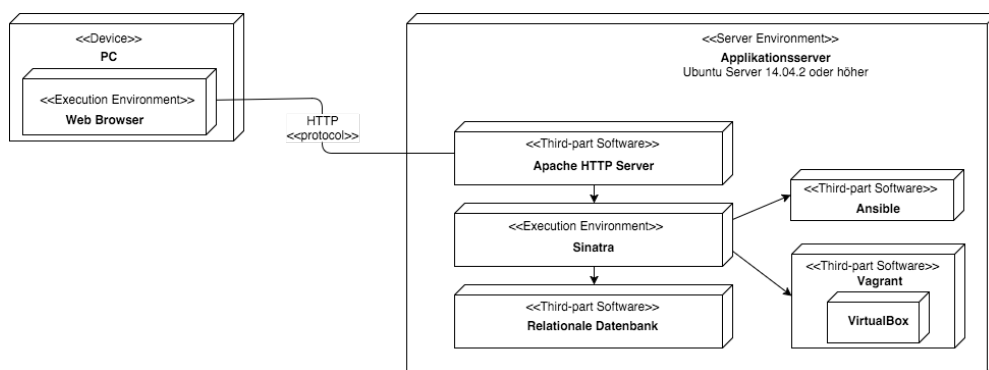 <<Device>>
PC
<<Execution Environment>>
Web Browser
HTTP
<<protocol>>
<<Server Environment>>
Applikationsserver
Ubuntu Server 14.04.2 oder höher
<<Third-part Software>>
Apache HTTP Server
<<Execution Environment>>
Sinatra
<<Third-part Software>>
Relationale Datenbank
<<Third-part Software>>
Ansible
<<Third-part Software>>
Vagrant
VirtualBox